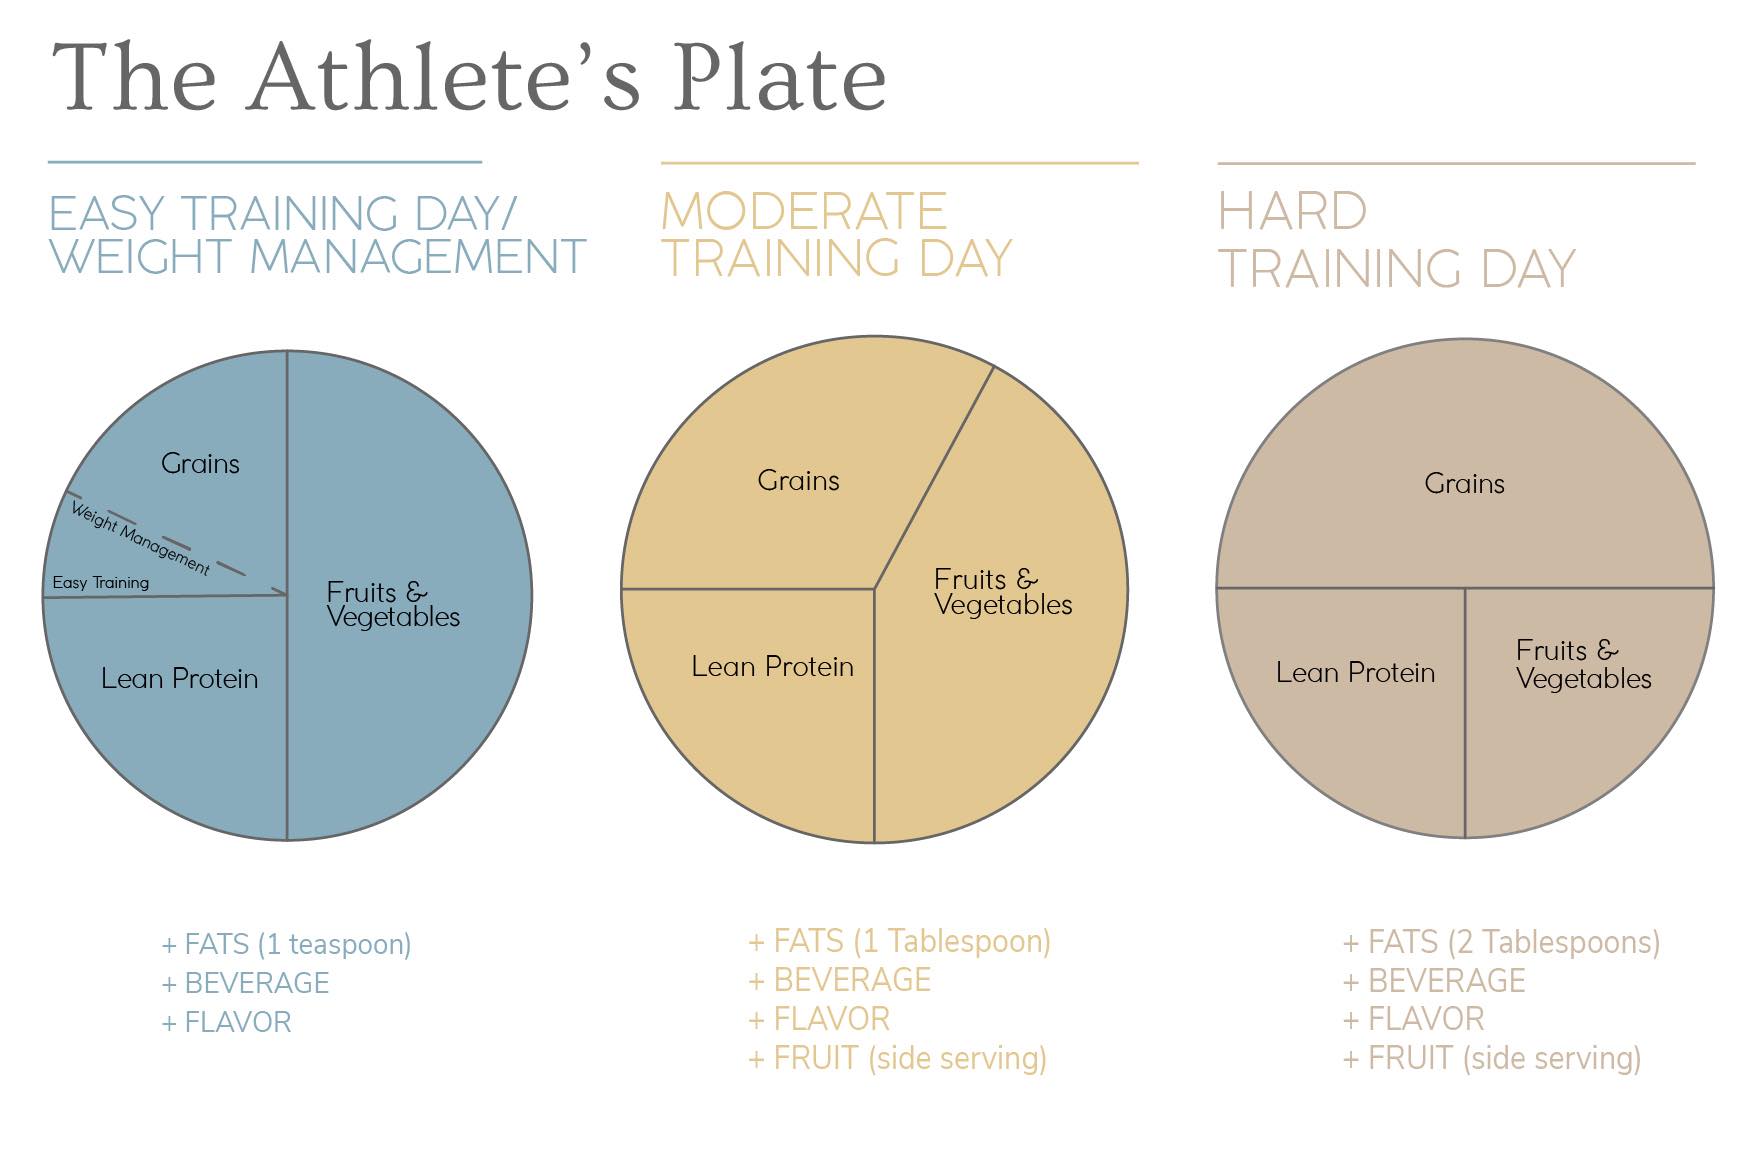 The Athlete’s Plate
EASY TRAINING DAY/
WEIGHT MANAGEMENT
Grains
Weight Management
Easy Training
Fruits &
Vegetables
Lean Protein
+ FATS (1 teaspoon)
+ BEVERAGE
+ FLAVOR
MODERATE
TRAINING DAY
Grains
Fruits &
Vegetables
Lean Protein
+ FATS (1 Tablespoon)
+ BEVERAGE
+ FLAVOR
+ FRUIT (side serving)
HARD
TRAINING DAY
Grains
Lean Protein
Fruits &
Vegetables
+ FATS (2 Tablespoons)
+ BEVERAGE
+ FLAVOR
+ FRUIT (side serving)